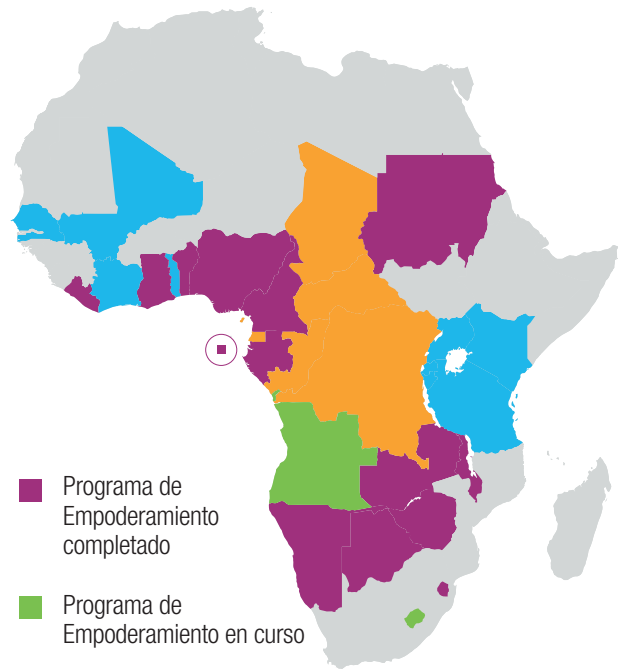 Programa de
Empoderamiento
completado
Programa de
Empoderamiento en curso